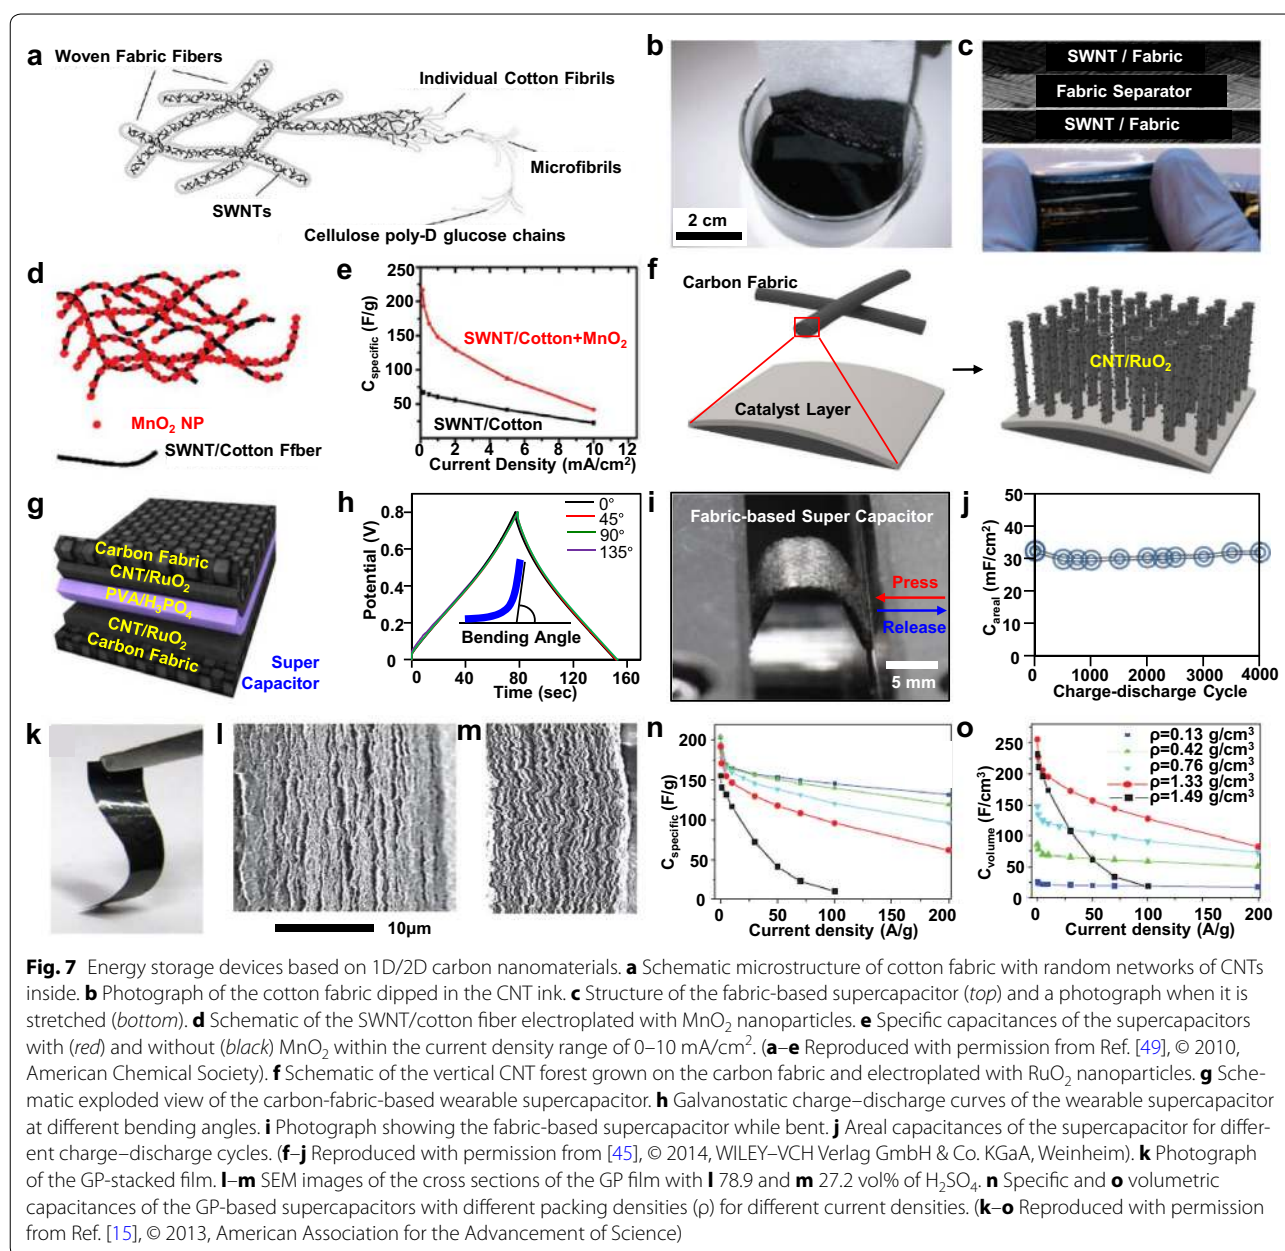 a
Woven Fabric Fibers
Individual Cotton Fibrils
Microfibrils
SWNTs
Cellulose poly-D glucose chains
b
2 cm
c
SWNT / Fabric
Fabric Separator
SWNT / Fabric
d
MnO2 NP
SWNT/Cotton Ffber
e
Cspecific (F/g)
250
200
150
100
50
SWNT/Cotton+MnO2
SWNT/Cotton
0 2 4 6 8 10 12
Current Density (mA/cm2)
f
Carbon Fabric
Catalyst Layer
CNT/RuO2
g
Carbon Fabric
CNT/RuO2
PVA/H3PO4
CNT/RuO2
Carbon Fabric
Super
Capacitor
h
Potential (V)
0.8
0.6
0.4
0.2
0
0°
45°
90°
135°
Bending Angle
0 40 80 120 160
Time (sec)
i
Fabric-based Super Capacitor
Press
Release
5 mm
j
Careal (mF/cm2)
50
40
30
20
10
0
0 1000 2000 3000 4000
Charge-discharge Cycle
k
l
10µm
m
n
Cspecific (F/g)
200
150
100
50
0
0 50 100 150 200
Current density (A/g)
o
Cvolume (F/cm3)
250
200
150
100
50
0
ρ=0.13 g/cm3
ρ=0.42 g/cm3
ρ=0.76 g/cm3
ρ=1.33 g/cm3
ρ=1.49 g/cm3
0 50 100 150 200
Current density (A/g)
Fig. 7 Energy storage devices based on 1D/2D carbon nanomaterials. a Schematic microstructure of cotton fabric with random networks of CNTs
inside. b Photograph of the cotton fabric dipped in the CNT ink. c Structure of the fabric-based supercapacitor (top) and a photograph when it is
stretched (bottom). d Schematic of the SWNT/cotton fiber electroplated with MnO2 nanoparticles. e Specific capacitances of the supercapacitors
with (red) and without (black) MnO2 within the current density range of 0–10 mA/cm2. (a–e Reproduced with permission from Ref. [49], © 2010,
American Chemical Society). f Schematic of the vertical CNT forest grown on the carbon fabric and electroplated with RuO2 nanoparticles. g Sche-
matic exploded view of the carbon-fabric-based wearable supercapacitor. h Galvanostatic charge–discharge curves of the wearable supercapacitor
at different bending angles. i Photograph showing the fabric-based supercapacitor while bent. j Areal capacitances of the supercapacitor for differ-
ent charge–discharge cycles. (f–j Reproduced with permission from [45], © 2014, WILEY–VCH Verlag GmbH & Co. KGaA, Weinheim). k Photograph
of the GP-stacked film. l–m SEM images of the cross sections of the GP film with l 78.9 and m 27.2 vol% of H2SO4. n Specific and o volumetric
capacitances of the GP-based supercapacitors with different packing densities (ρ) for different current densities. (k–o Reproduced with permission
from Ref. [15], © 2013, American Association for the Advancement of Science)